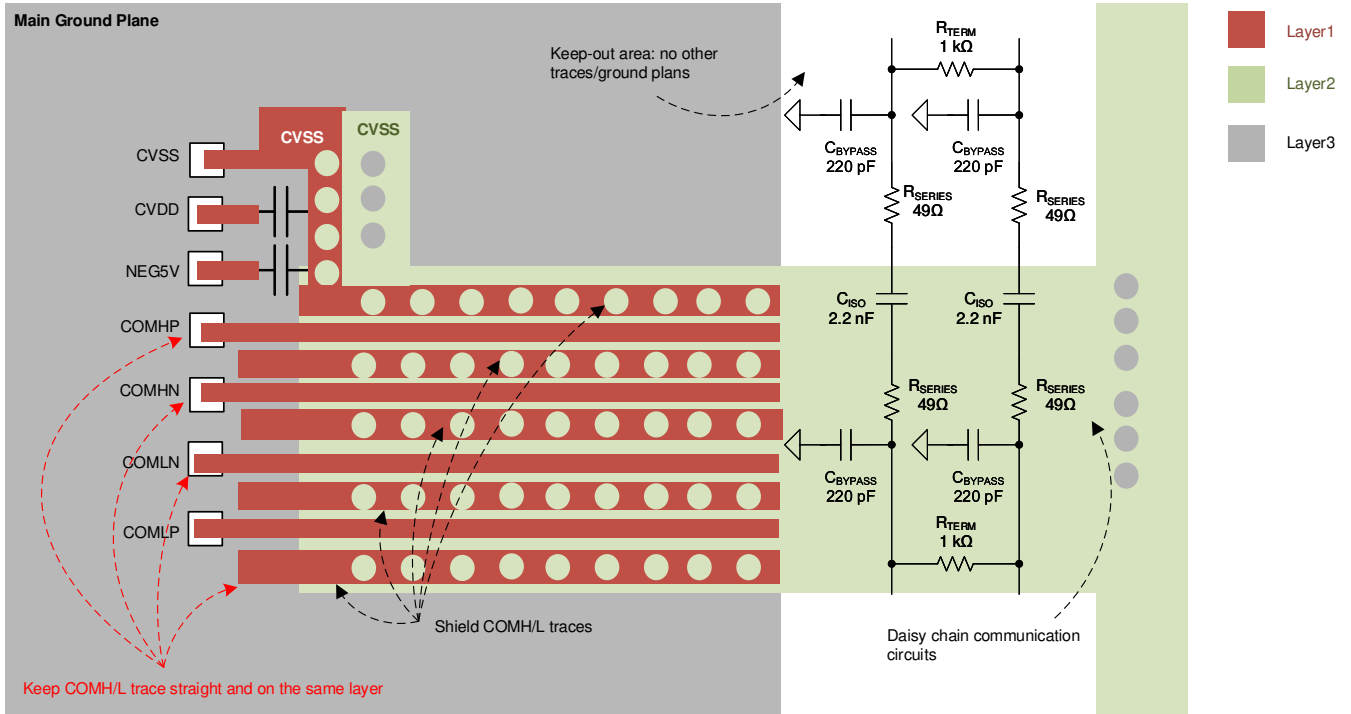 Main Ground Plane
Keep-out area: no other
traces/ground plans
RTERM
1 kΩ
Layer1
Layer2
Layer3
CVSS
CVSS
CVSS
CVDD
NEG5V
COMHP
COMHN
COMLN
COMLP
CBYPASS
220 pF
CBYPASS
220 pF
RSERIES
49Ω
RSERIES
49Ω
CISO
2.2 nF
CISO
2.2 nF
RSERIES
49Ω
RSERIES
49Ω
CBYPASS
220 pF
CBYPASS
220 pF
RTERM
1 kΩ
Shield COMH/L traces
Daisy chain communication
circuits
Keep COMH/L trace straight and on the same layer